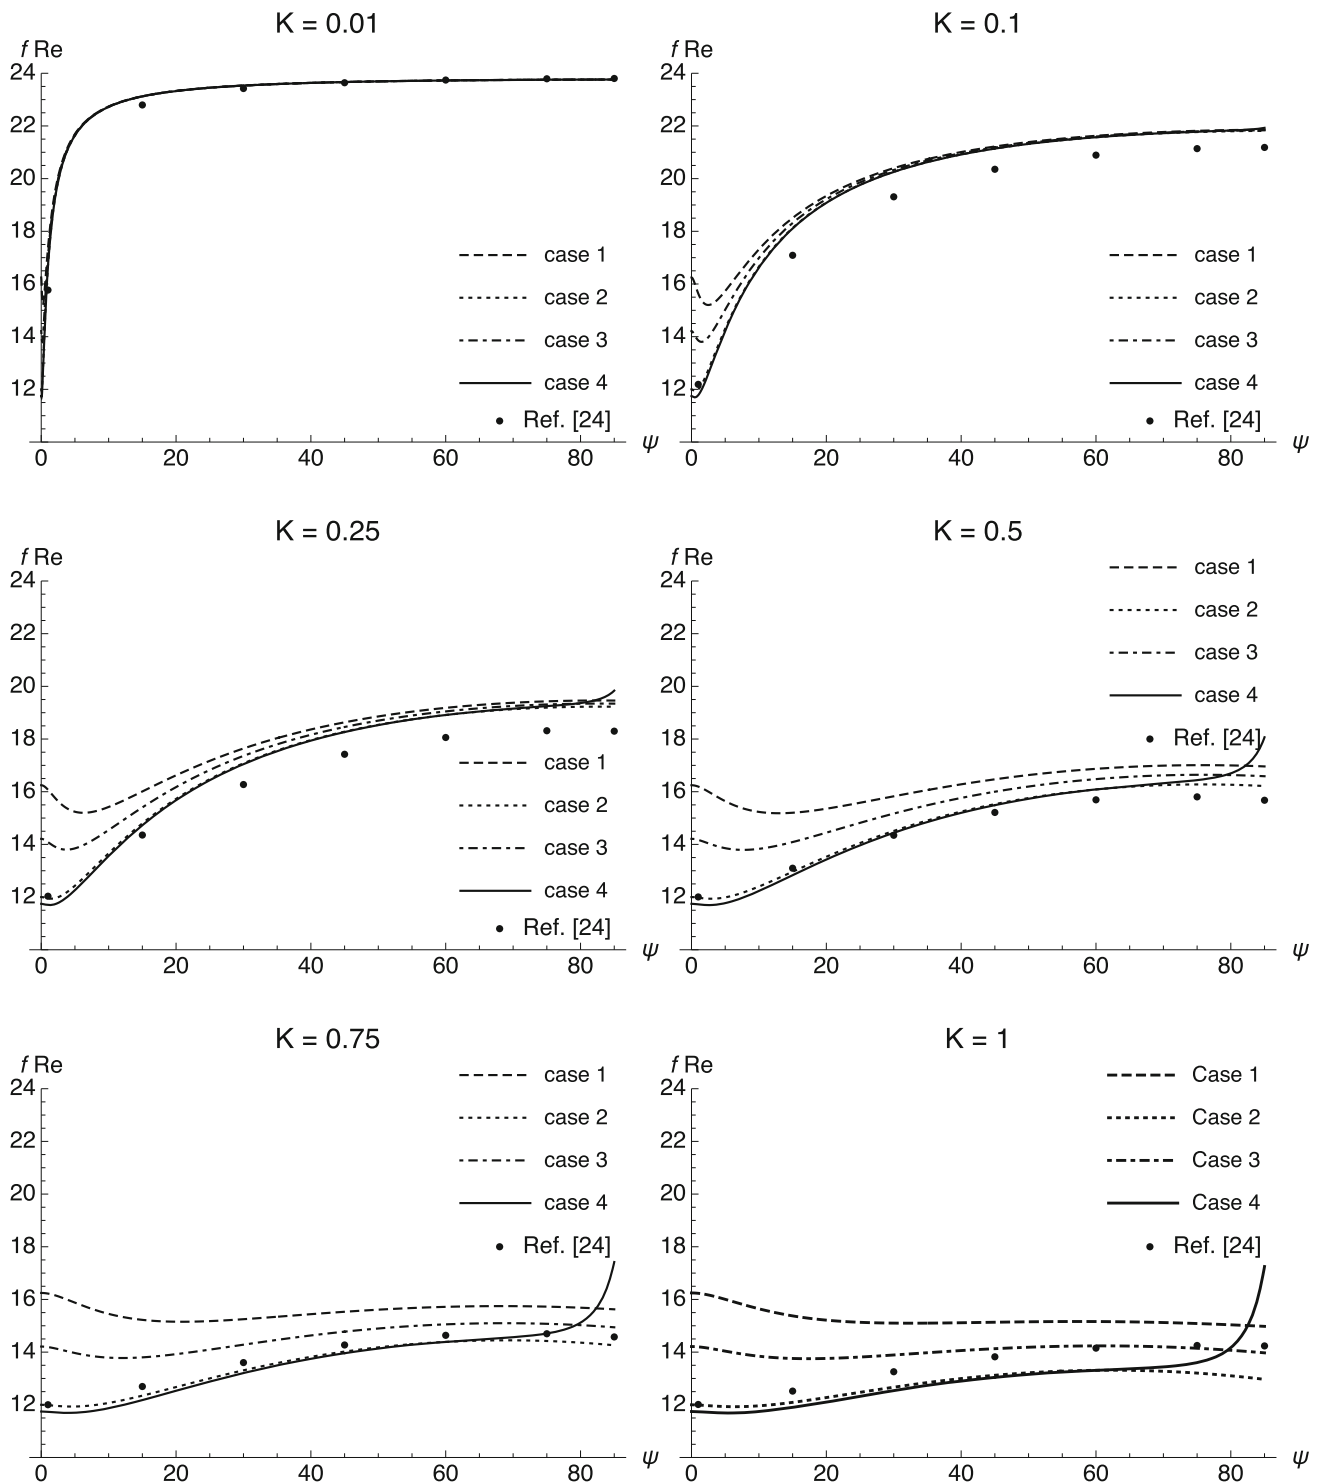 K = 0.01
f Re
24
22
20
18
16
14
12
case 1
case 2
case 3
case 4
Ref. [24]
0 20 40 60 80 ψ
K = 0.1
f Re
24
22
20
18
16
14
12
case 1
case 2
case 3
case 4
Ref. [24]
0 20 40 60 80 ψ
K = 0.25
f Re
24
22
20
18
16
14
12
case 1
case 2
case 3
case 4
Ref. [24]
0 20 40 60 80 ψ
K = 0.5
f Re
24
22
20
18
16
14
12
case 1
case 2
case 3
case 4
Ref. [24]
0 20 40 60 80 ψ
K = 0.75
f Re
24
22
20
18
16
14
12
case 1
case 2
case 3
case 4
Ref. [24]
0 20 40 60 80 ψ
K = 1
f Re
24
22
20
18
16
14
12
Case 1
Case 2
Case 3
Case 4
Ref. [24]
0 20 40 60 80 ψ